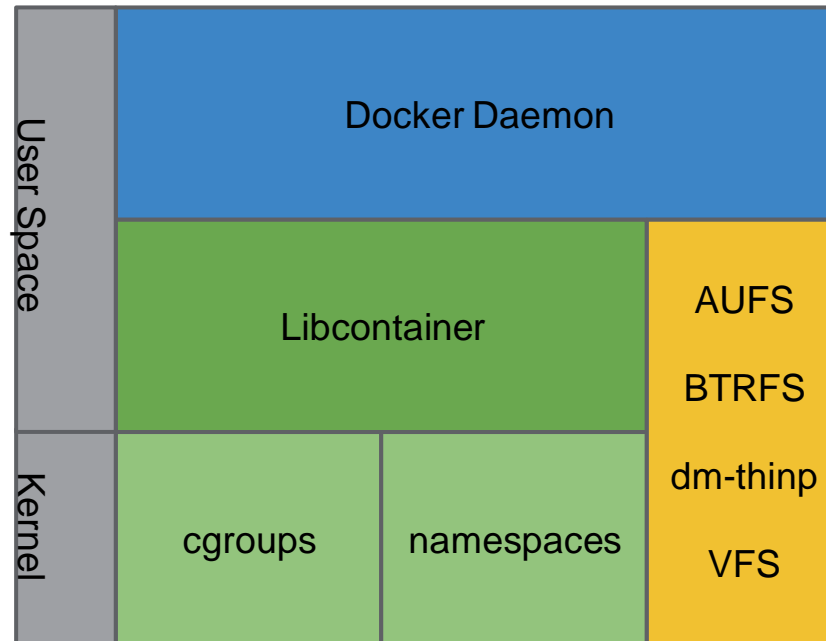 User Space
Docker Daemon
Libcontainer
AUFS
BTRFS
dm-thinp
VFS
Kernel
cgroups
namespaces